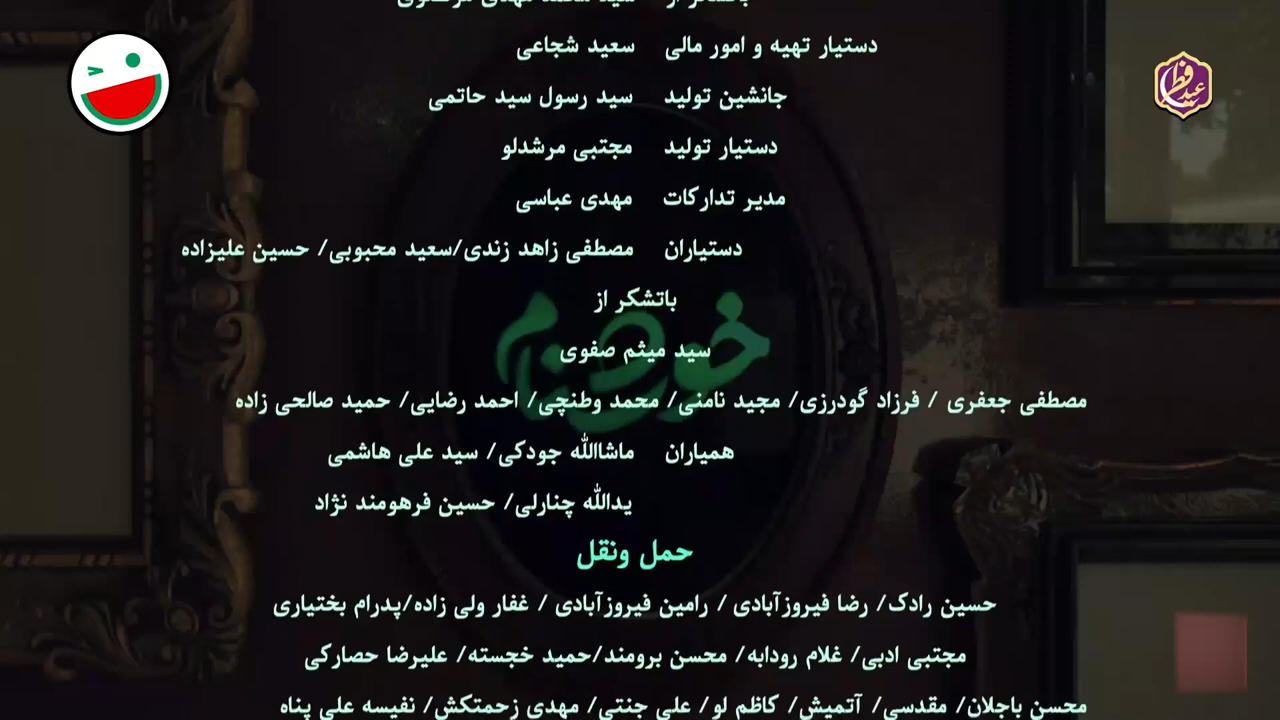 دستیار تهیه و امور مالی سعید شجاعی
جانشین تولید سید رسول سید حاتمی
دستیار تولید مجتبی مرشدلو
مدیر تدارکات مهدی عباسی
دستیاران مصطفی زاهد زندی/سعید محبوبی/ حسین علیزاده
باتشکر از
سید میثم صفوی
مصطفی جعفری / فرزاد گودرزی/ مجید نامنی/ محمد وطنچی/ احمد رضایی/ حمید صالحی زاده
همیاران ماشاالله جودکی/ سید علی هاشمی
یدالله چنارلی/ حسین فرهومند نژاد
حمل ونقل
حسین رادک/ رضا فیروزآبادی / رامین فیروزآبادی / غفار ولی زاده/پدرام بختیاری
مجتبی ادبی/ غلام رودابه/ محسن برومند/حمید خجسته/ علیرضا حصارکی
محسن باجلان/ مقدسی/ آتمیش/ کاظم لو/ علی جنتی/ مهدی زحمتکش/ نفیسه علی پناه
عید فطر